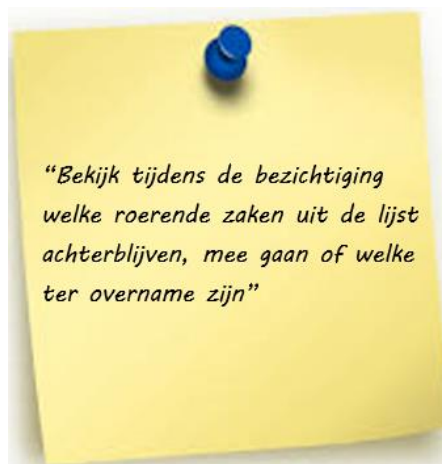 “Bekijk tijdens de bezichtiging
welke roerende zaken uit de lijst
achterblijven, mee gaan of welke
ter overname zijn”